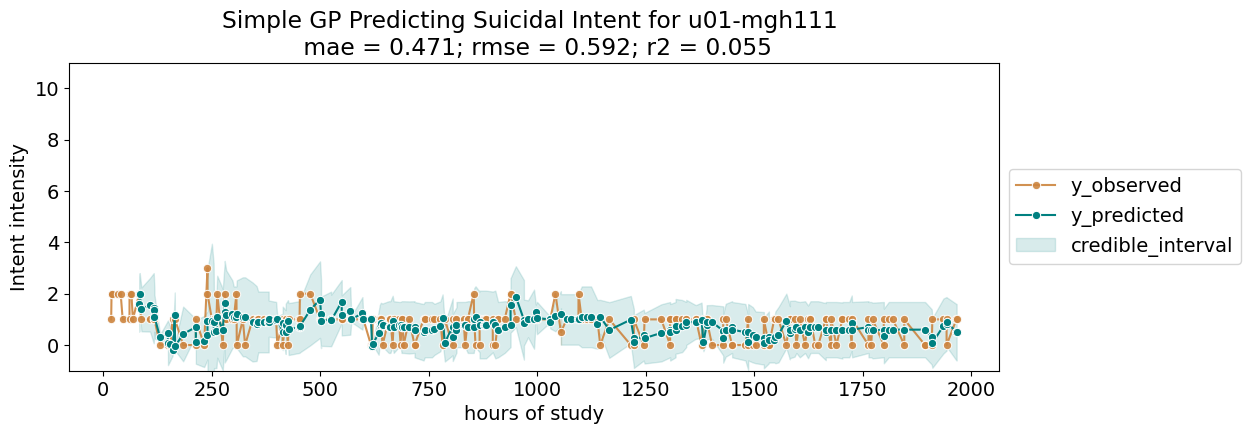 Simple GP Predicting Suicidal Intent for u01-mgh111
mae = 0.471; rmse = 0.592; r2 = 0.055
Intent intensity
10
8
6
4
2
0
0 250 500 750 1000 1250 1500 1750 2000
hours of study
y_observed
y_predicted
credible_interval